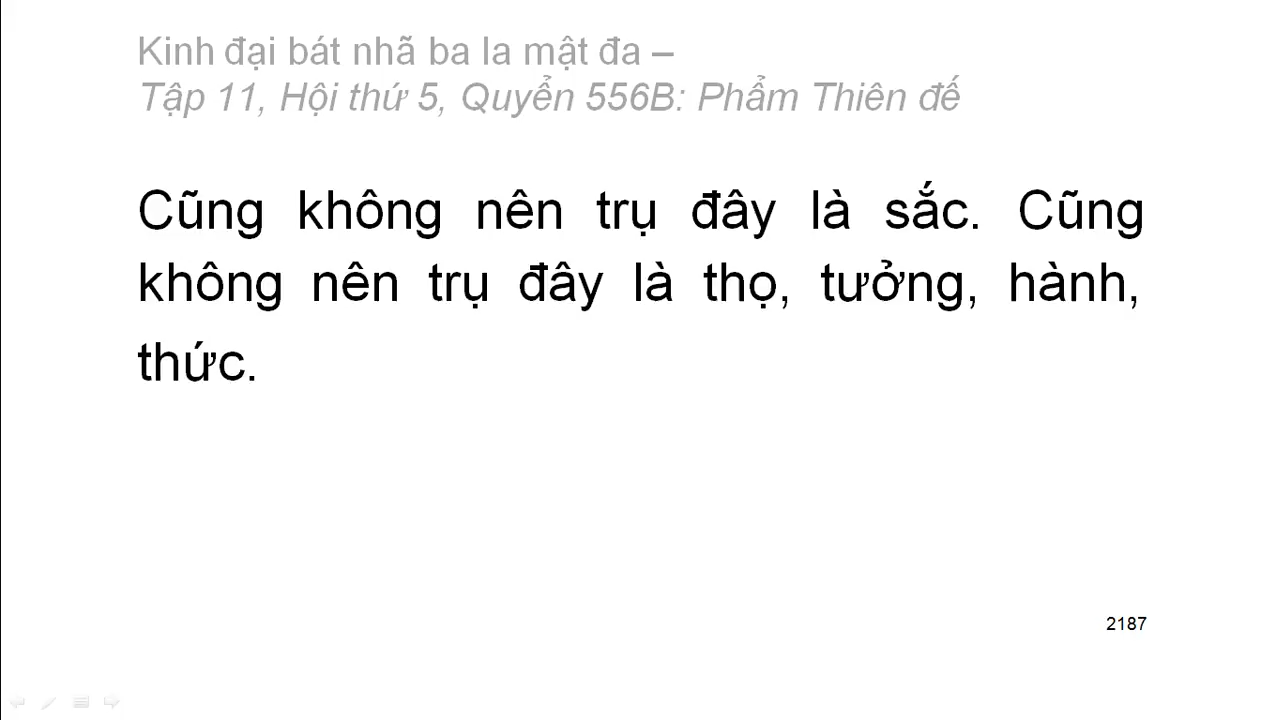 Kinh đại bát nhã ba la mật đa –
Tập 11, Hội thứ 5, Quyển 556B: Phẩm Thiên đế
Cũng không nên trụ đây là sắc. Cũng
không nên trụ đây là thọ, tưởng, hành,
thức.
2187